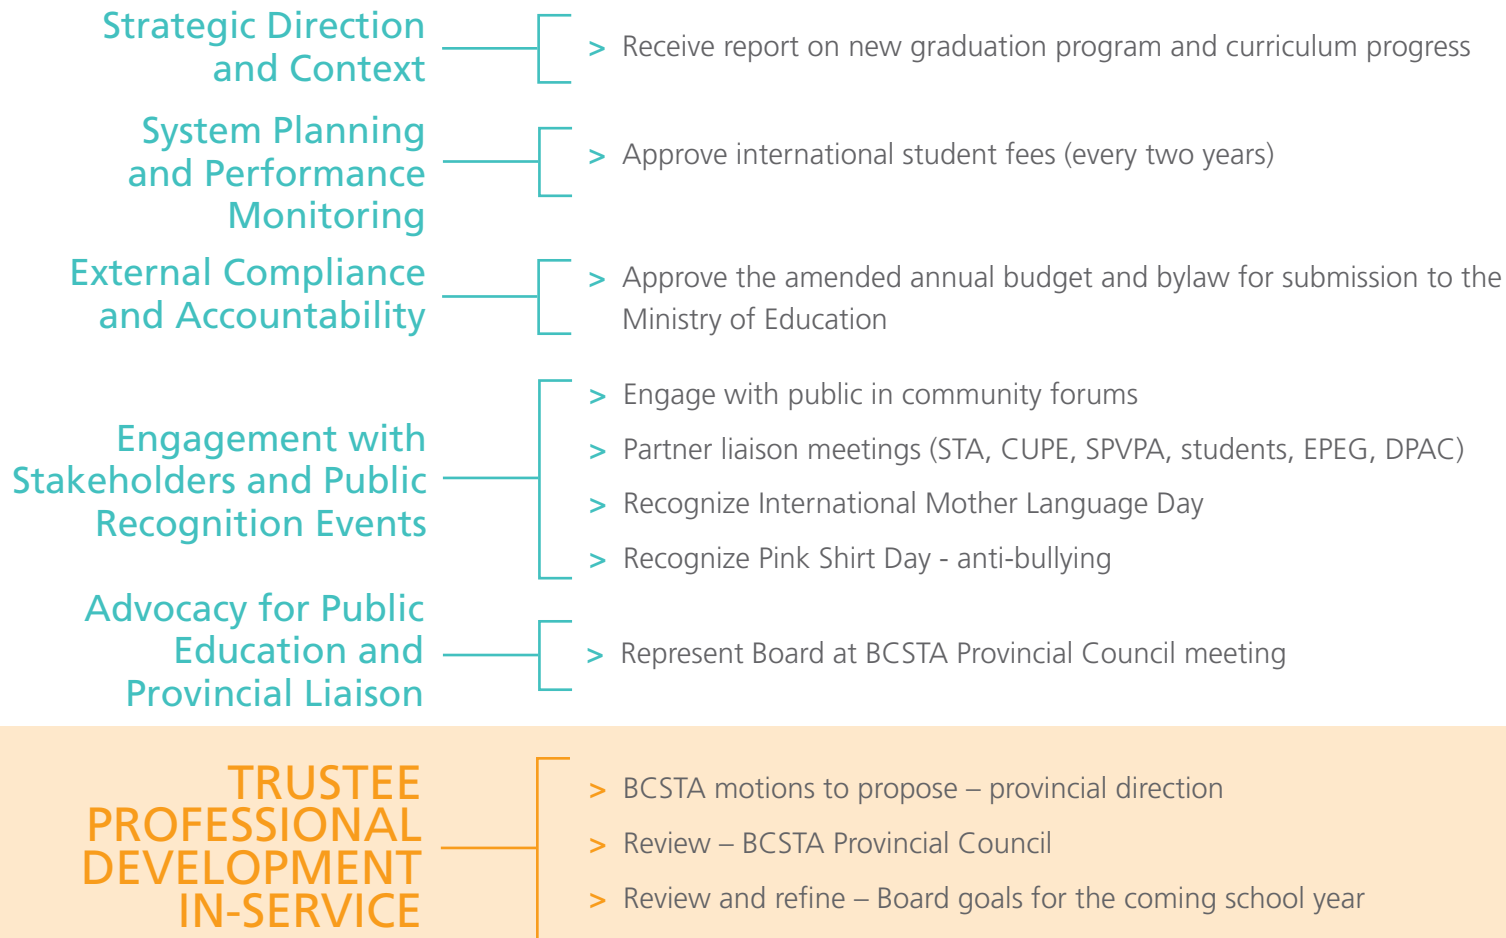 Strategic Direction
and Context
> Receive report on new graduation program and curriculum progress
System Planning
and Performance
Monitoring
> Approve international student fees (every two years)
External Compliance
and Accountability
> Approve the amended annual budget and bylaw for submission to the
Ministry of Education
Engagement with
Stakeholders and Public
Recognition Events
> Engage with public in community forums
> Partner liaison meetings (STA, CUPE, SPVPA, students, EPEG, DPAC)
> Recognize International Mother Language Day
> Recognize Pink Shirt Day - anti-bullying
Advocacy for Public
Education and
Provincial Liaison
> Represent Board at BCSTA Provincial Council meeting
TRUSTEE
PROFESSIONAL
DEVELOPMENT
IN-SERVICE
> BCSTA motions to propose – provincial direction
> Review – BCSTA Provincial Council
> Review and refine – Board goals for the coming school year